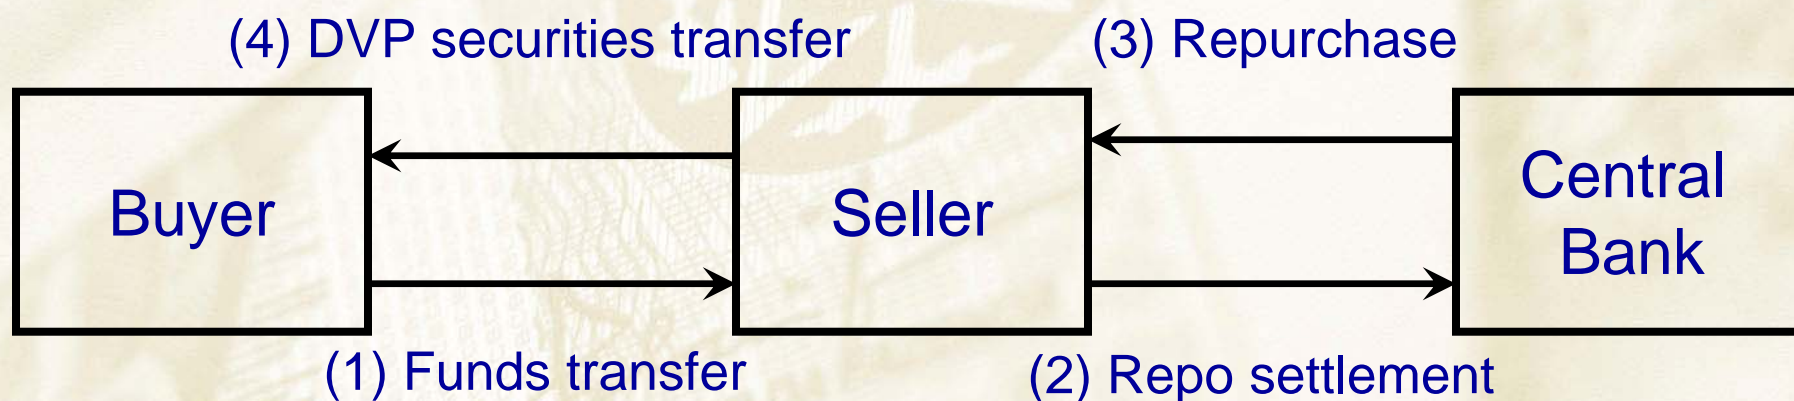 (4) DVP securities transfer
(3) Repurchase
Buyer
Seller
Central
Bank
(1) Funds transfer
(2) Repo settlement